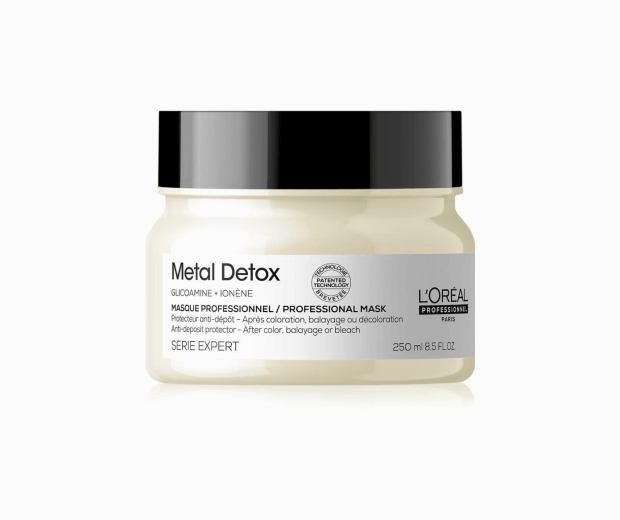 Metal Detox
GLICOAMINE + IONÈNE
TECHNOLOGIE
PATENTED
TECHNOLOGY
BREVETÉE
MASQUE PROFESSIONNEL / PROFESSIONAL MASK
Protecteur anti-dépôt – Après coloration, balayage ou décoloration
Anti-deposit protector - After color, balayage or bleach
SERIE EXPERT
L'ORÉAL
PROFESSIONNEL
PARIS
250 ml 8.5 FL.OZ.